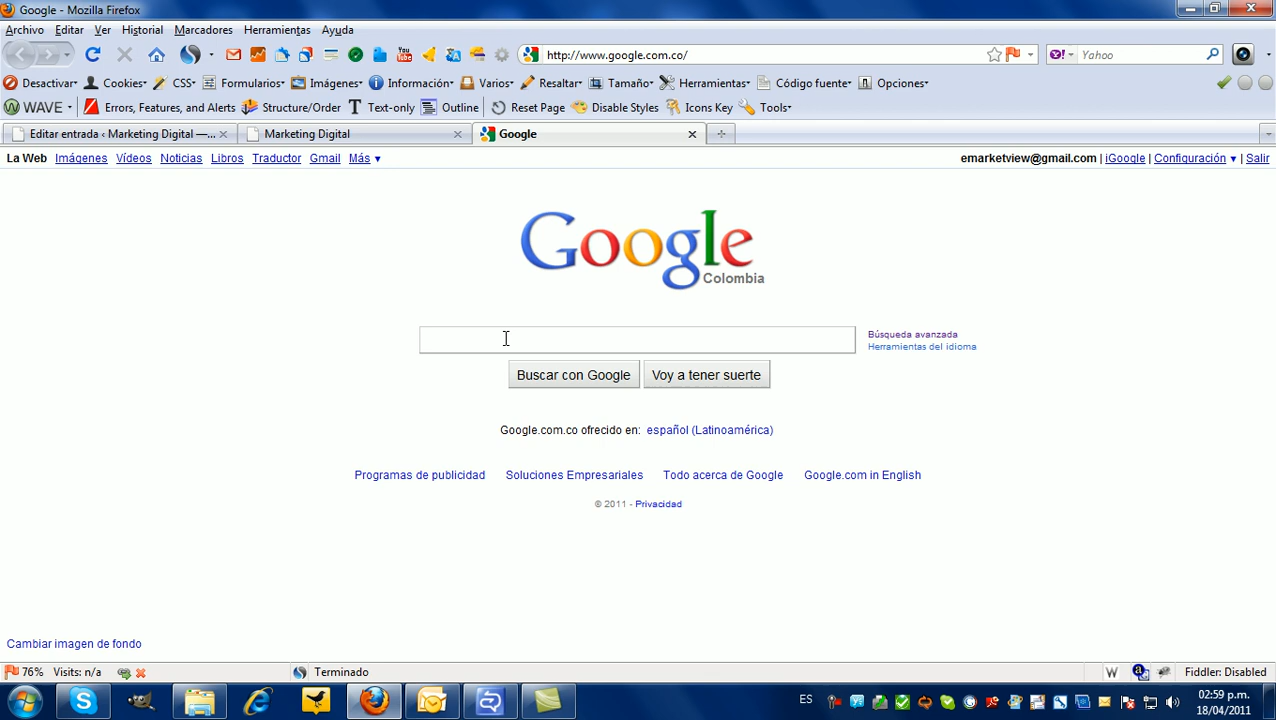 Google - Mozilla Firefox
Archivo Editar Ver Historial Marcadores Herramientas Ayuda
http://www.google.com.co/ Yahoo
Desactivar Cookies CSS Formularios Imágenes Información Varios Resaltar Tamaño Herramientas Código fuente Opciones
WAVE Errors, Features, and Alerts Structure/Order Text-only Outline Reset Page Disable Styles Icons Key Tools
Editar entrada ‹ Marketing Digital —... Marketing Digital Google
La Web Imágenes Vídeos Noticias Libros Traductor Gmail Más emarketview@gmail.com | iGoogle | Configuración | Salir
Google
Colombia
Búsqueda avanzada
Herramientas del idioma
Buscar con Google Voy a tener suerte
Google.com.co ofrecido en: español (Latinoamérica)
Programas de publicidad Soluciones Empresariales Todo acerca de Google Google.com in English
© 2011 - Privacidad
Cambiar imagen de fondo
76% Visits: n/a Terminado Fiddler: Disabled
ES 02:59 p.m.
18/04/2011